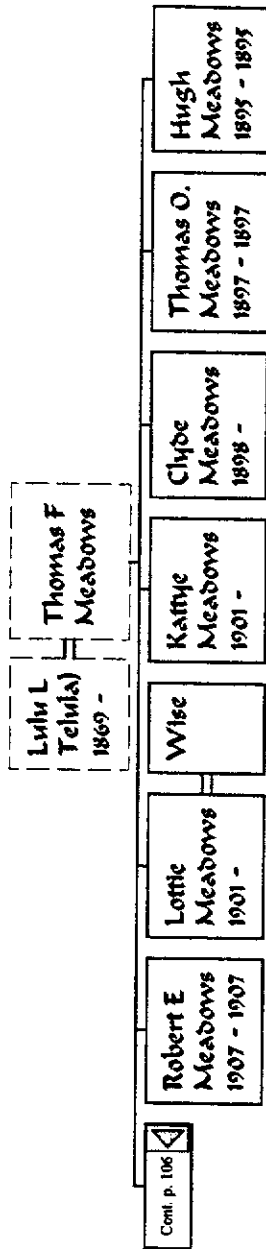 Lulu L
Telula)
1869 -
Thomas F
Meadows
Cont. p. 106
Robert E
Meadows
1907 - 1907
Lottie
Meadows
1901 -
Wise
Kattye
Meadows
1901 -
Clyde
Meadows
1898 -
Thomas O.
Meadows
1897 - 1897
Hugh
Meadows
1895 - 1895